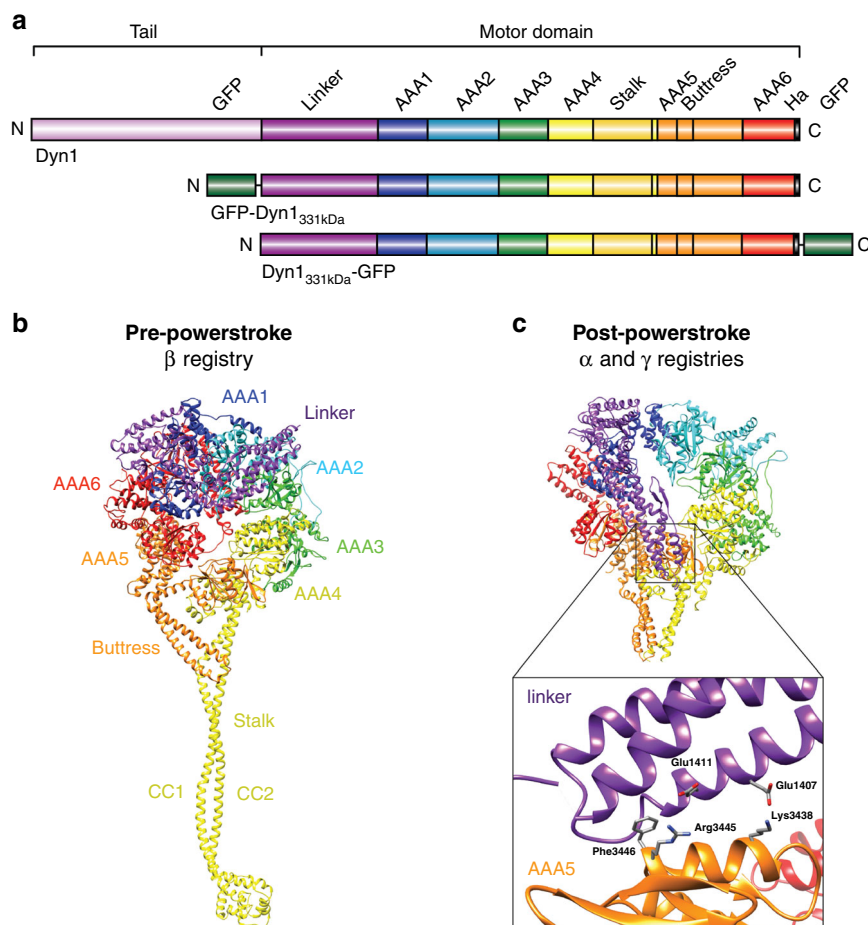 a
Tail Motor domain
GFP Linker AAA1 AAA2 AAA3 AAA4 Stalk AAA5 Buttress AAA6 Ha GFP
N C
Dyn1
N C
GFP-Dyn1331kDa
N C
Dyn1331kDa-GFP
b
Pre-powerstroke
β registry
AAA1
Linker
AAA2
AAA6
AAA3
AAA5
AAA4
Buttress
Stalk
CC1 CC2
c
Post-powerstroke
α and γ registries
linker
Glu1411
Glu1407
Lys3438
Arg3445
Phe3446
AAA5